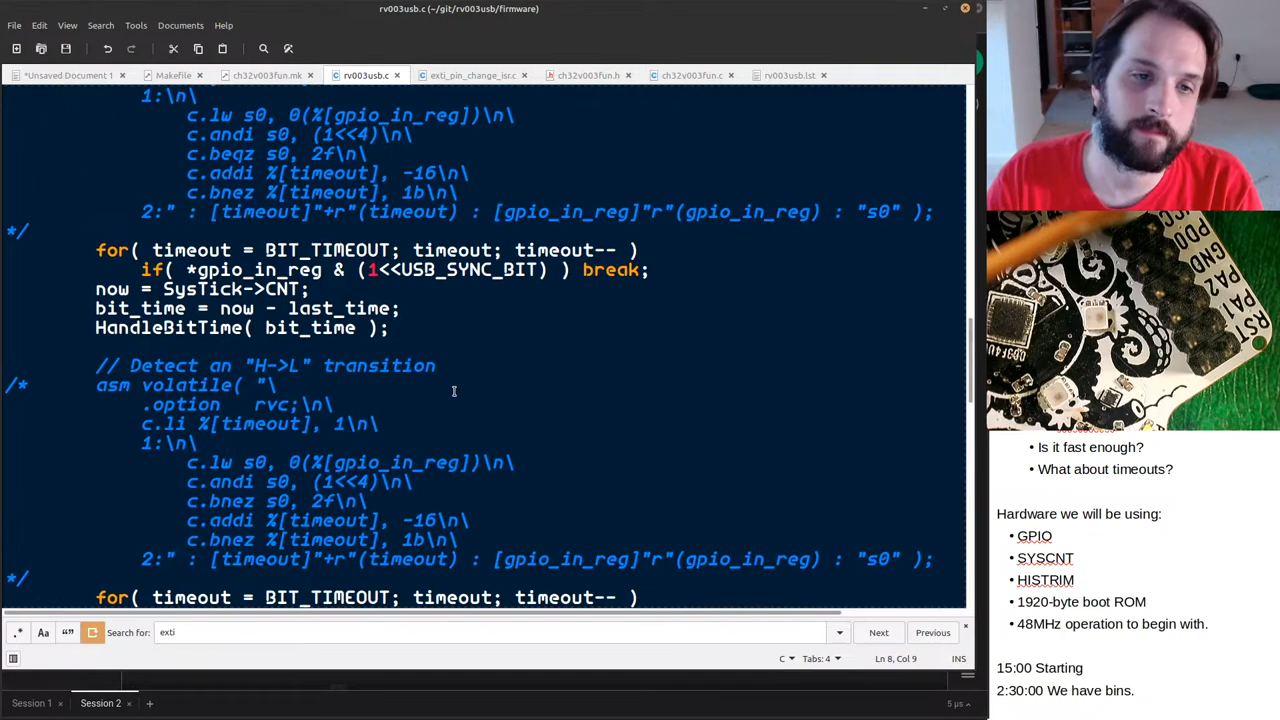 rv003usb.c (~/git/rv003usb/firmware)
File Edit View Search Tools Documents Help
*Unsaved Document 1 × Makefile × ch32v003fun.mk × rv003usb.c × exti_pin_change_isr.c × ch32v003fun.h × ch32v003fun.c × rv003usb.lst ×
1:\n\
c.lw s0, 0(%[gpio_in_reg])\n\
c.andi s0, (1<<4)\n\
c.beqz s0, 2f\n\
c.addi %[timeout], -16\n\
c.bnez %[timeout], 1b\n\
2:" : [timeout]"+r"(timeout) : [gpio_in_reg]"r"(gpio_in_reg) : "s0" );
*/
for( timeout = BIT_TIMEOUT; timeout; timeout-- )
if( *gpio_in_reg & (1<<USB_SYNC_BIT) ) break;
now = SysTick->CNT;
bit_time = now - last_time;
HandleBitTime( bit_time );
// Detect an "H->L" transition
/* asm volatile( "\
.option rvc;\n\
c.li %[timeout], 1\n\
1:\n\
c.lw s0, 0(%[gpio_in_reg])\n\
c.andi s0, (1<<4)\n\
c.bnez s0, 2f\n\
c.addi %[timeout], -16\n\
c.bnez %[timeout], 1b\n\
2:" : [timeout]"+r"(timeout) : [gpio_in_reg]"r"(gpio_in_reg) : "s0" );
*/
for( timeout = BIT_TIMEOUT; timeout; timeout-- )
.* Aa “” Search for: exti Next Previous ×
C Tabs: 4 Ln 8, Col 9 INS
Session 1 × Session 2 × + 5 µs
PD0
GND
PA2
PA1
RST
• Is it fast enough?
• What about timeouts?
Hardware we will be using:
• GPIO
• SYSCNT
• HISTRIM
• 1920-byte boot ROM
• 48MHz operation to begin with.
15:00 Starting
2:30:00 We have bins.